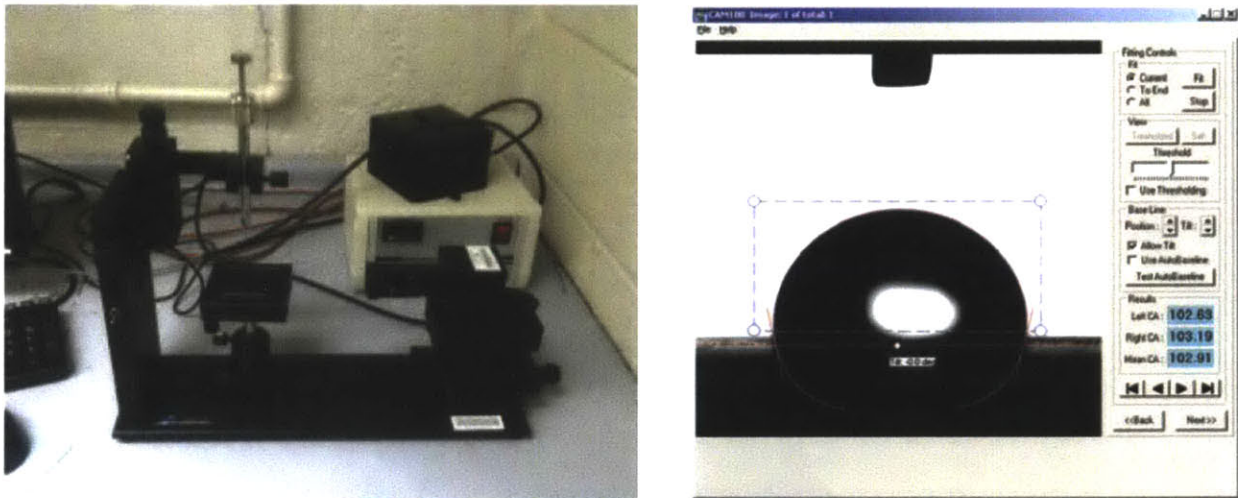 CAM100 Image: 1 of total: 1
File Help
Fitting Controls
Fit
Current
Fit
To End
All
Stop
View
Set
Threshold
Use Thresholding
Base Line
Position: Tilt:
Allow Tilt
Use AutoBaseline
Test AutoBaseline
Results
Left CA: 102.63
Right CA: 103.19
Mean CA: 102.91
<<Back Next>>